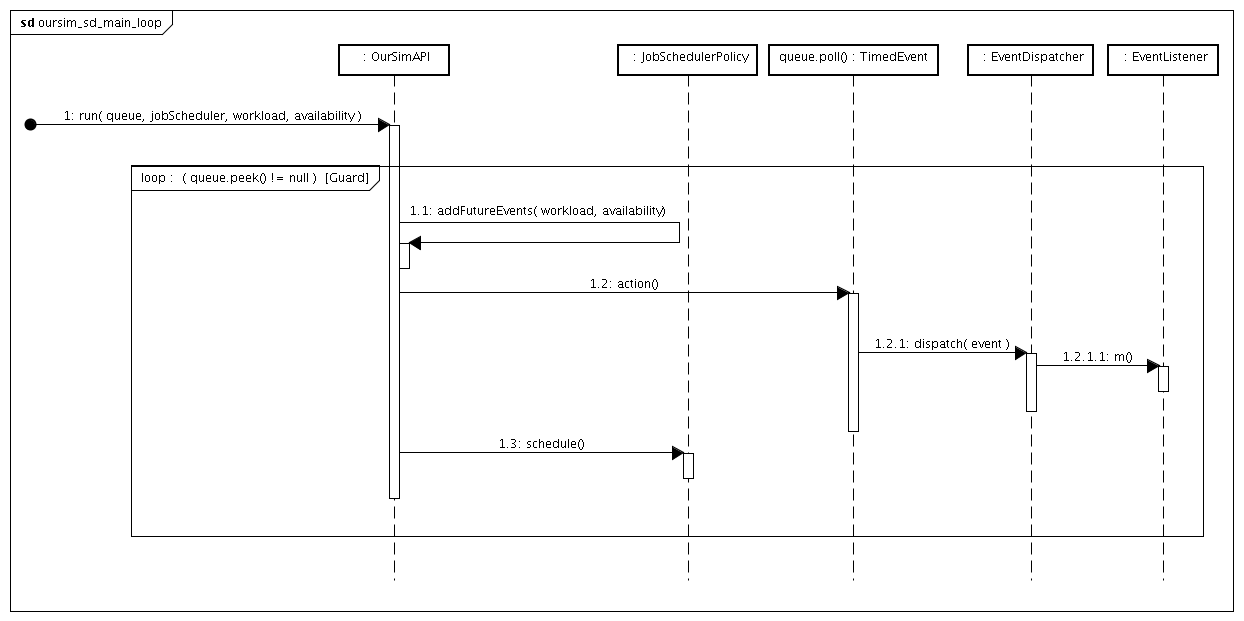 sd oursim_sd_main_loop
: OurSimAPI
: JobSchedulerPolicy
queue.poll() : TimedEvent
: EventDispatcher
: EventListener
1: run( queue, jobScheduler, workload, availability )
loop : ( queue.peek() != null ) [Guard]
1.1: addFutureEvents( workload, availability)
1.2: action()
1.2.1: dispatch( event )
1.2.1.1: m()
1.3: schedule()